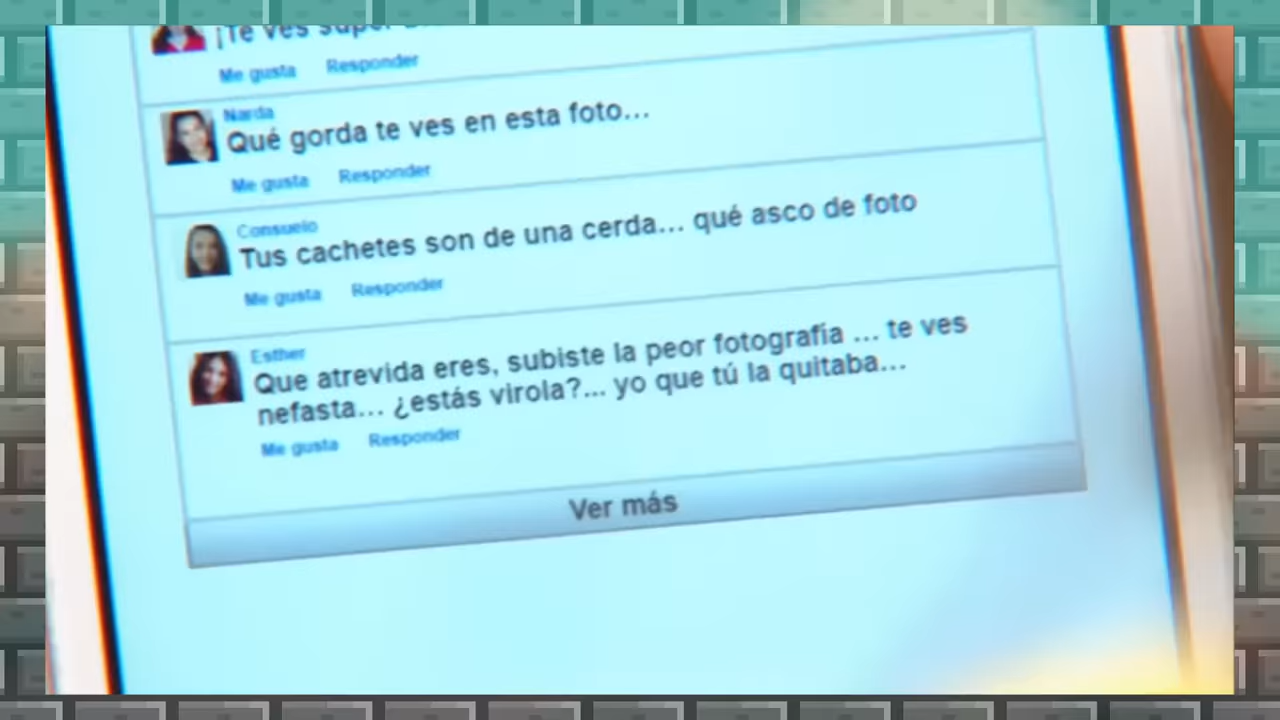 ¡Te ves super
Me gusta Responder
Narda
Qué gorda te ves en esta foto...
Me gusta Responder
Consuelo
Tus cachetes son de una cerda... qué asco de foto
Me gusta Responder
Esther
Que atrevida eres, subiste la peor fotografía ... te ves
nefasta... ¿estás virola?... yo que tú la quitaba...
Me gusta Responder
Ver más